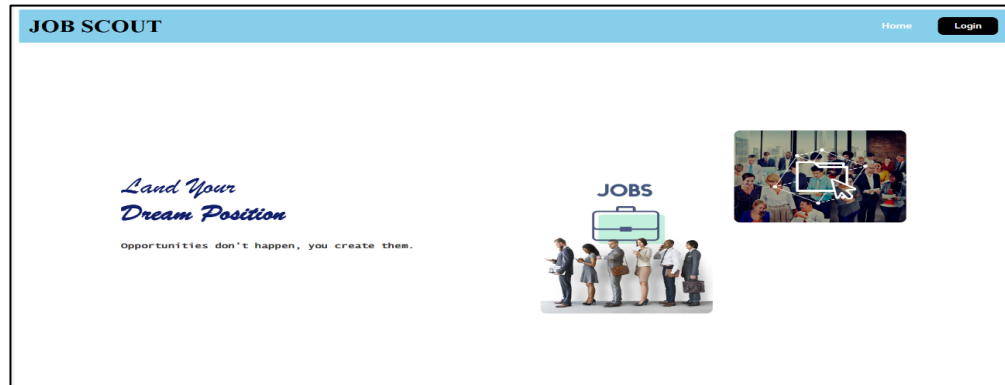 JOB SCOUT
Home
Login
Land Your
Dream Position
Opportunities don't happen, you create them.
JOBS